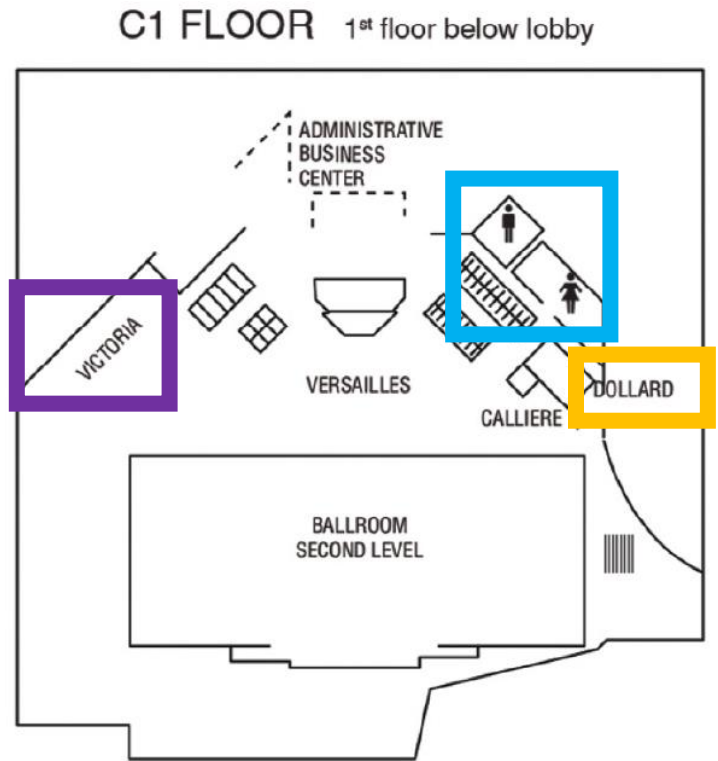 C1 FLOOR 1st floor below lobby
ADMINISTRATIVE
BUSINESS
CENTER
VICTORIA
VERSAILLES
DOLLARD
CALLIERE
BALLROOM
SECOND LEVEL